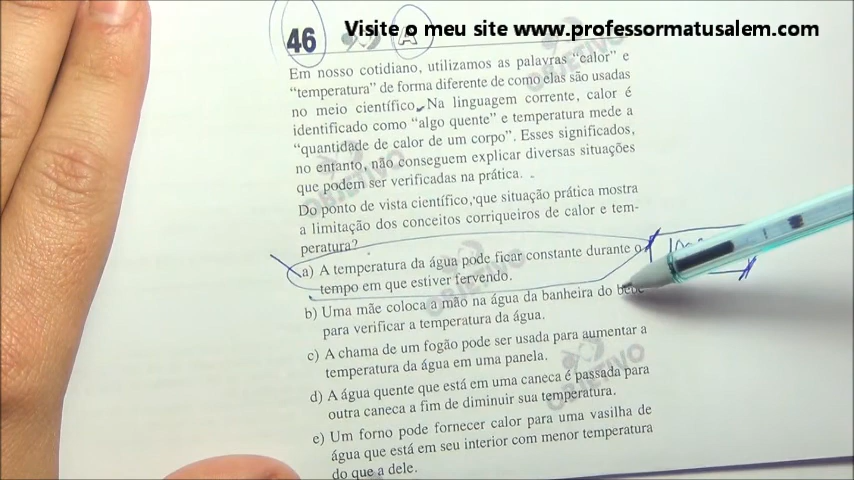 Visite o meu site www.professormatusalem.com
46
A
Em nosso cotidiano, utilizamos as palavras “calor” e
“temperatura” de forma diferente de como elas são usadas
no meio científico. Na linguagem corrente, calor é
identificado como “algo quente” e temperatura mede a
“quantidade de calor de um corpo”. Esses significados,
no entanto, não conseguem explicar diversas situações
que podem ser verificadas na prática.
Do ponto de vista científico, que situação prática mostra
a limitação dos conceitos corriqueiros de calor e tem-
peratura?
a) A temperatura da água pode ficar constante durante o
tempo em que estiver fervendo.
b) Uma mãe coloca a mão na água da banheira do bebê
para verificar a temperatura da água.
c) A chama de um fogão pode ser usada para aumentar a
temperatura da água em uma panela.
d) A água quente que está em uma caneca é passada para
outra caneca a fim de diminuir sua temperatura.
e) Um forno pode fornecer calor para uma vasilha de
água que está em seu interior com menor temperatura
do que a dele.
OBJETIVO
OBJETIVO
OBJETIVO
OBJETIVO